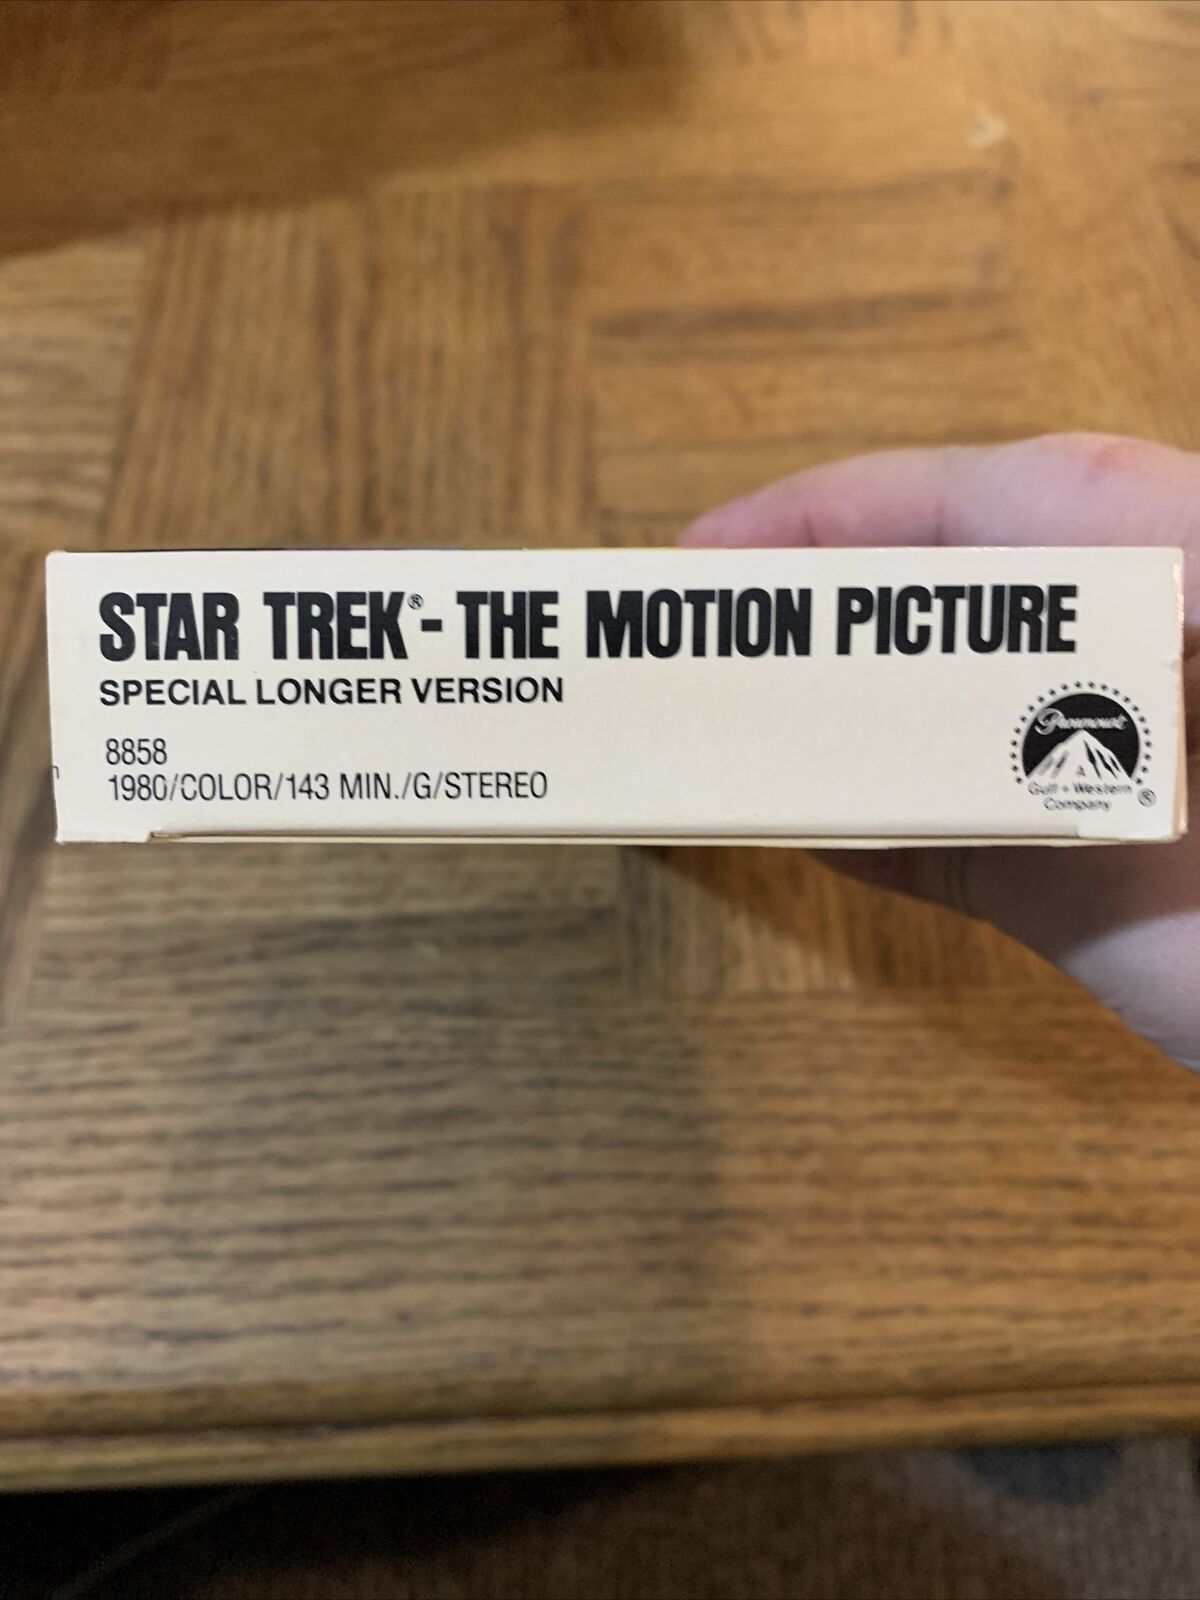 STAR TREK®- THE MOTION PICTURE
SPECIAL LONGER VERSION
8858
1980/COLOR/143 MIN./G/STEREO
Paramount
A
Gulf + Western
Company ®